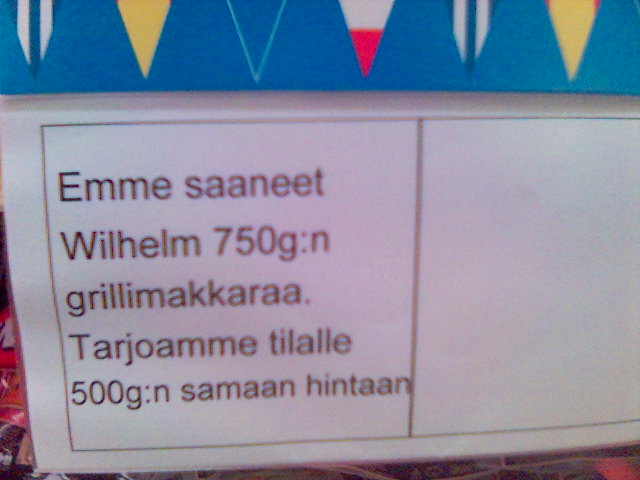 Emme saaneet
Wilhelm 750g:n
grillimakkaraa.
Tarjoamme tilalle
500g:n samaan hintaan